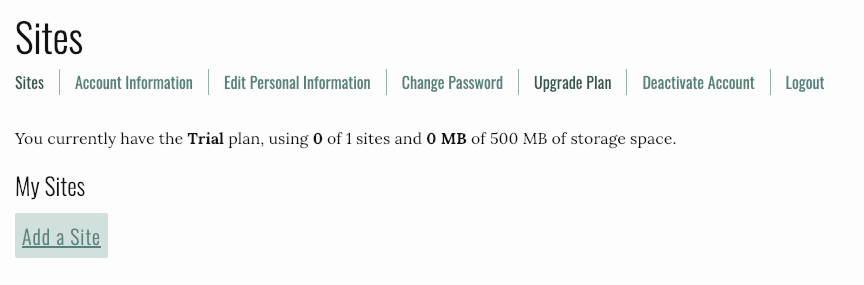 Sites
Sites Account Information Edit Personal Information Change Password Upgrade Plan Deactivate Account Logout
You currently have the Trial plan, using 0 of 1 sites and 0 MB of 500 MB of storage space.
My Sites
Add a Site